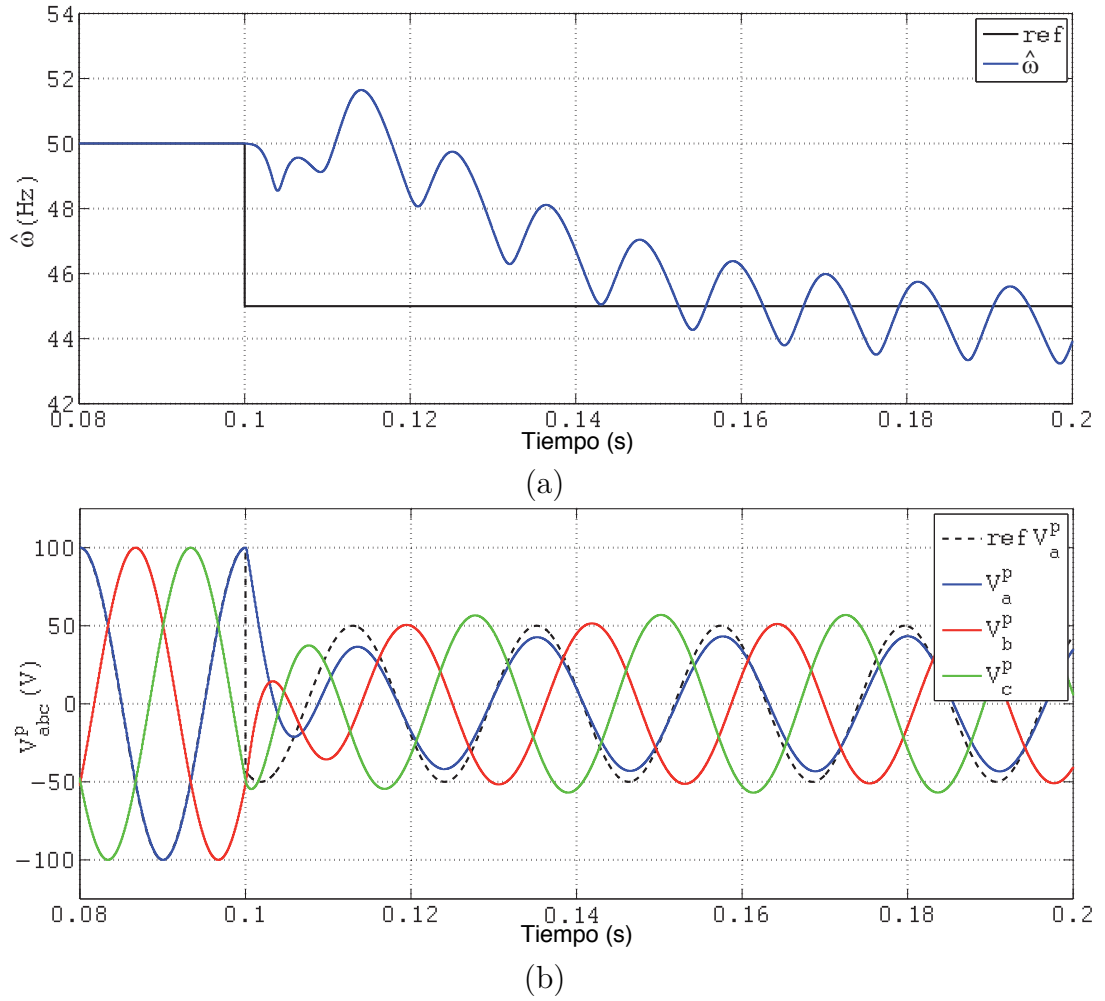 54
52
50
48
46
44
42
ω̂ (Hz)
ref
ω̂
0.08
0.1
0.12
0.14
0.16
0.18
0.2
Tiempo (s)
(a)
100
50
0
−50
−100
V^p_abc (V)
ref V^p_a
V^p_a
V^p_b
V^p_c
0.08
0.1
0.12
0.14
0.16
0.18
0.2
Tiempo (s)
(b)